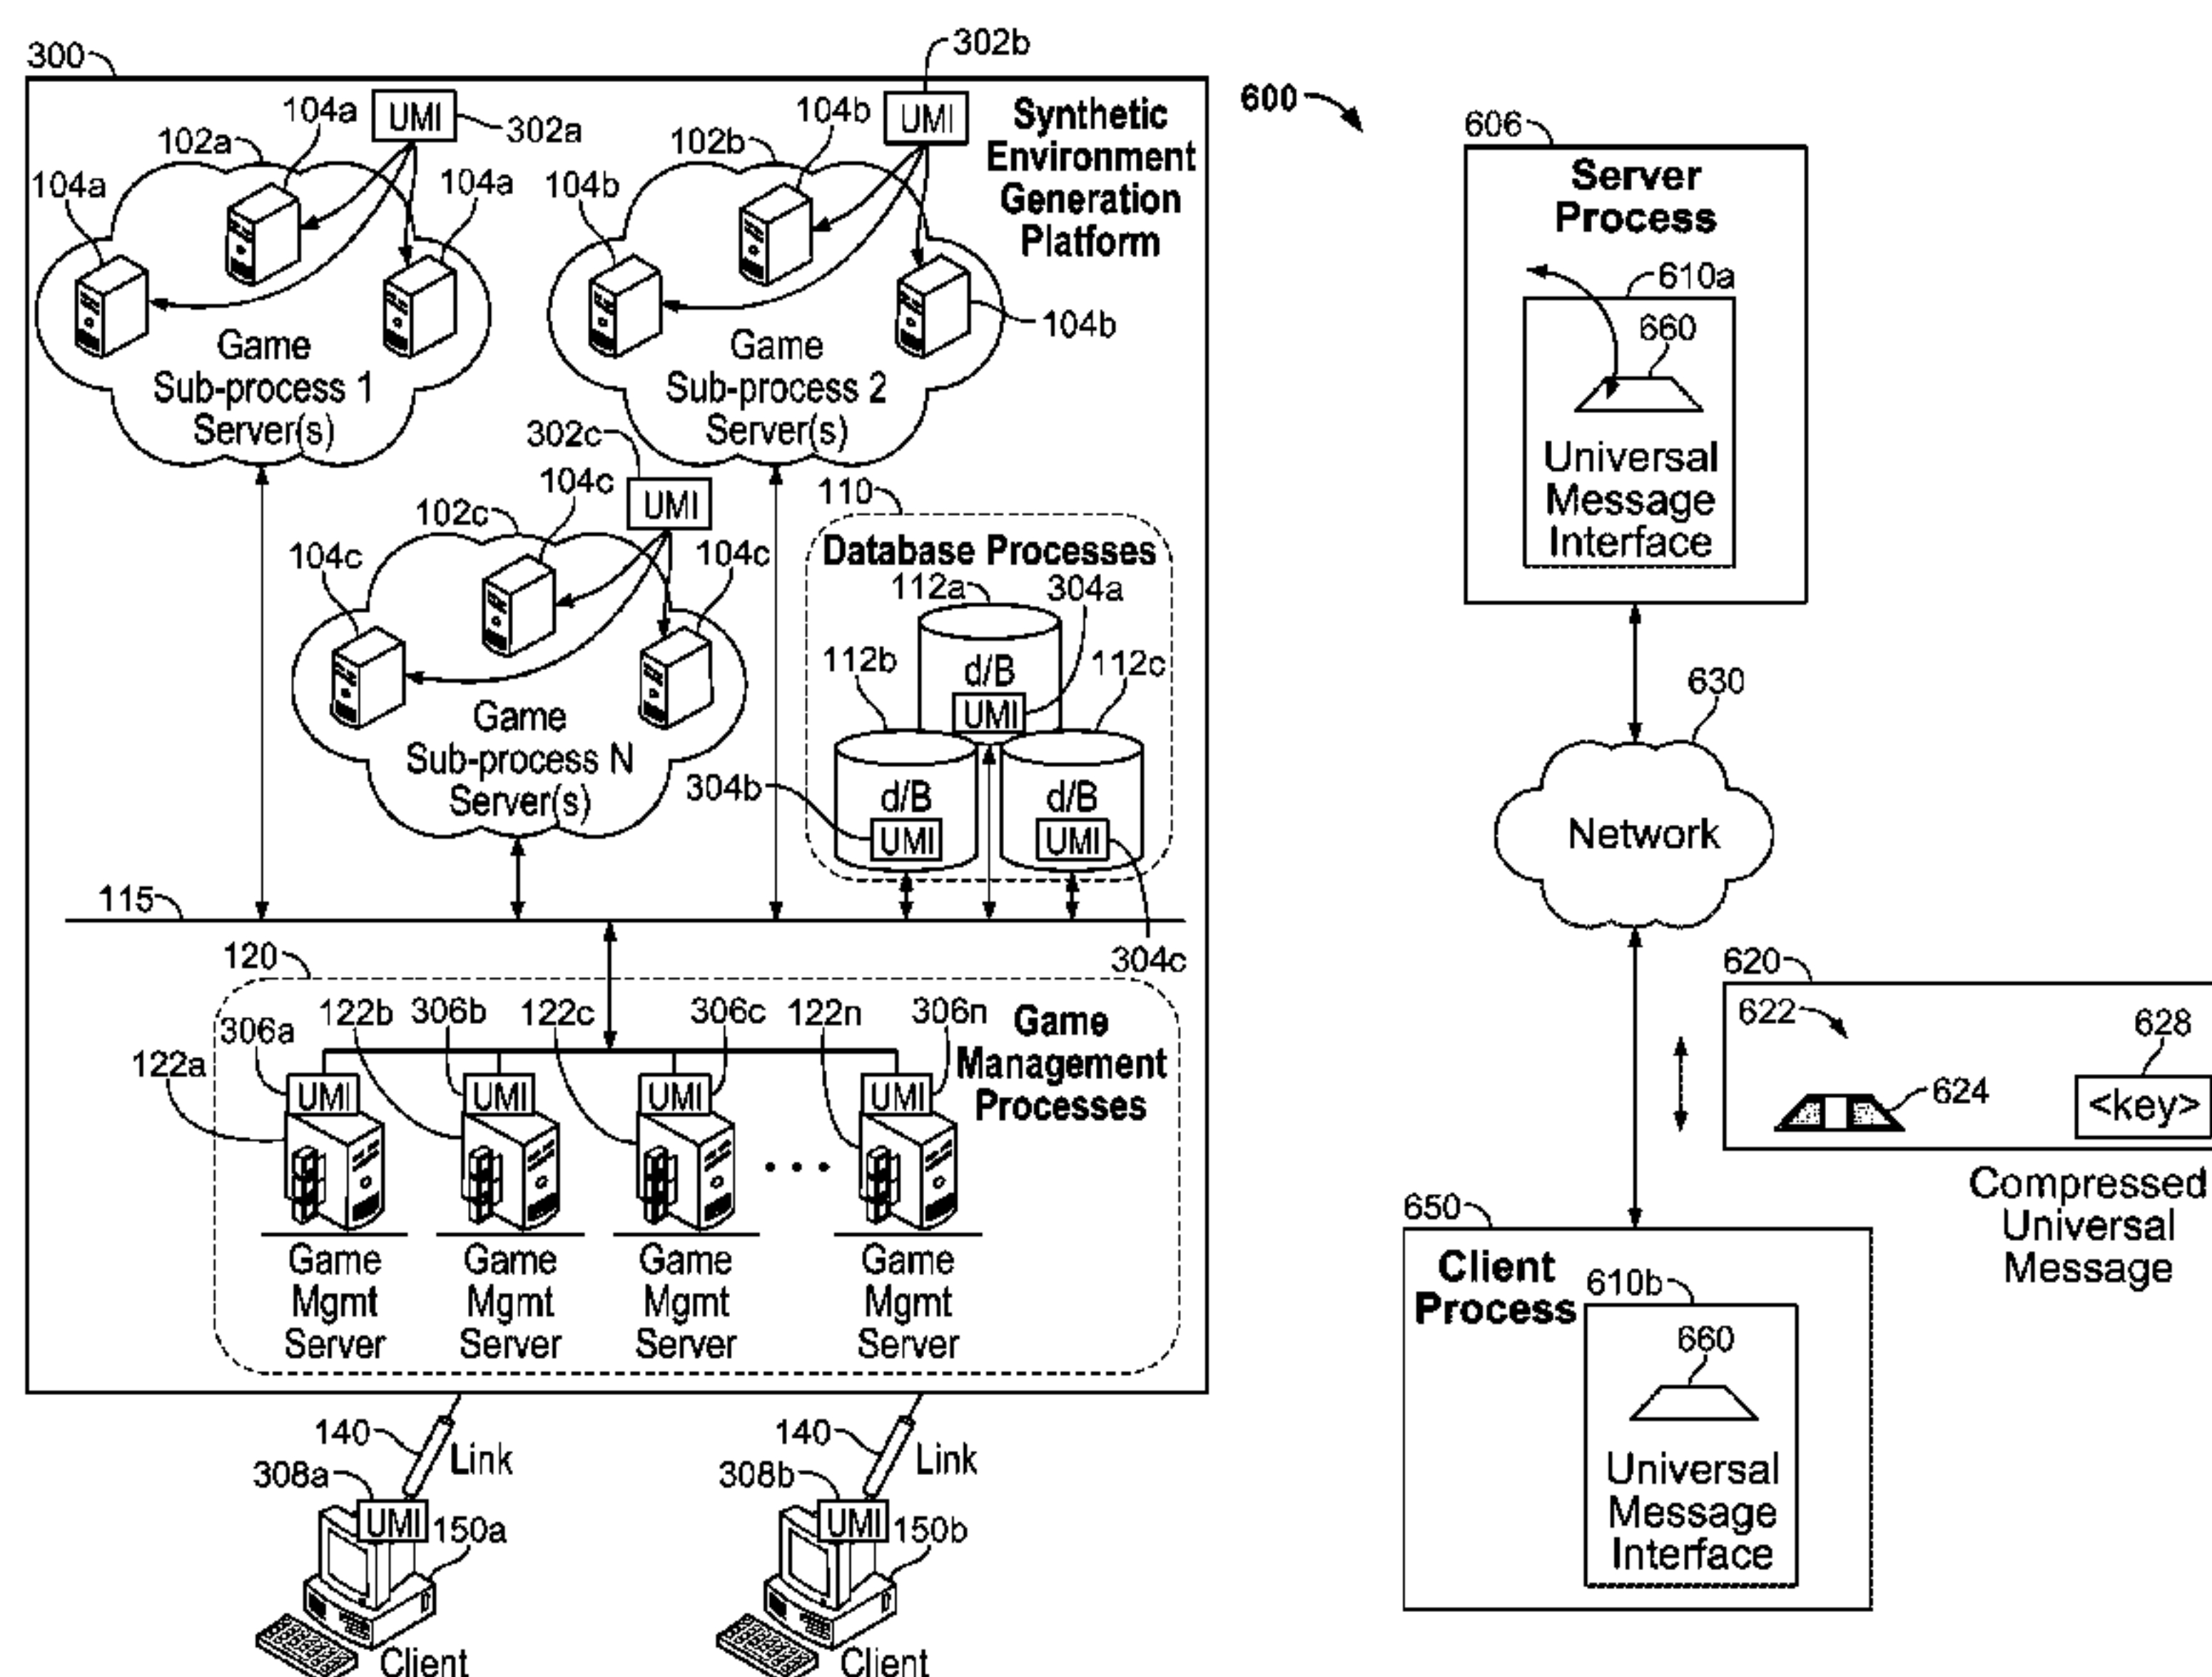 300
302b
104a
UMI
302a
102a
104a
104a
104b
UMI
102b
104b
104b
Synthetic
Environment
Generation
Platform
Game
Sub-process 1
Server(s)
Game
Sub-process 2
Server(s)
302c
104c
UMI
102c
104c
104c
Game
Sub-process N
Server(s)
110
Database Processes
112a
304a
112b
d/B
112c
UMI
304b
d/B
UMI
d/B
UMI
304c
115
120
306a
122b
306b
122c
306c
122n
306n
Game
Management
Processes
122a
UMI
UMI
UMI
UMI
Game
Mgmt
Server
Game
Mgmt
Server
Game
Mgmt
Server
• • •
Game
Mgmt
Server
140
Link
308a
UMI
150a
Client
140
Link
308b
UMI
150b
Client
600
606
Server
Process
610a
660
Universal
Message
Interface
630
Network
620
622
624
628
<key>
Compressed
Universal
Message
650
Client
Process
610b
660
Universal
Message
Interface